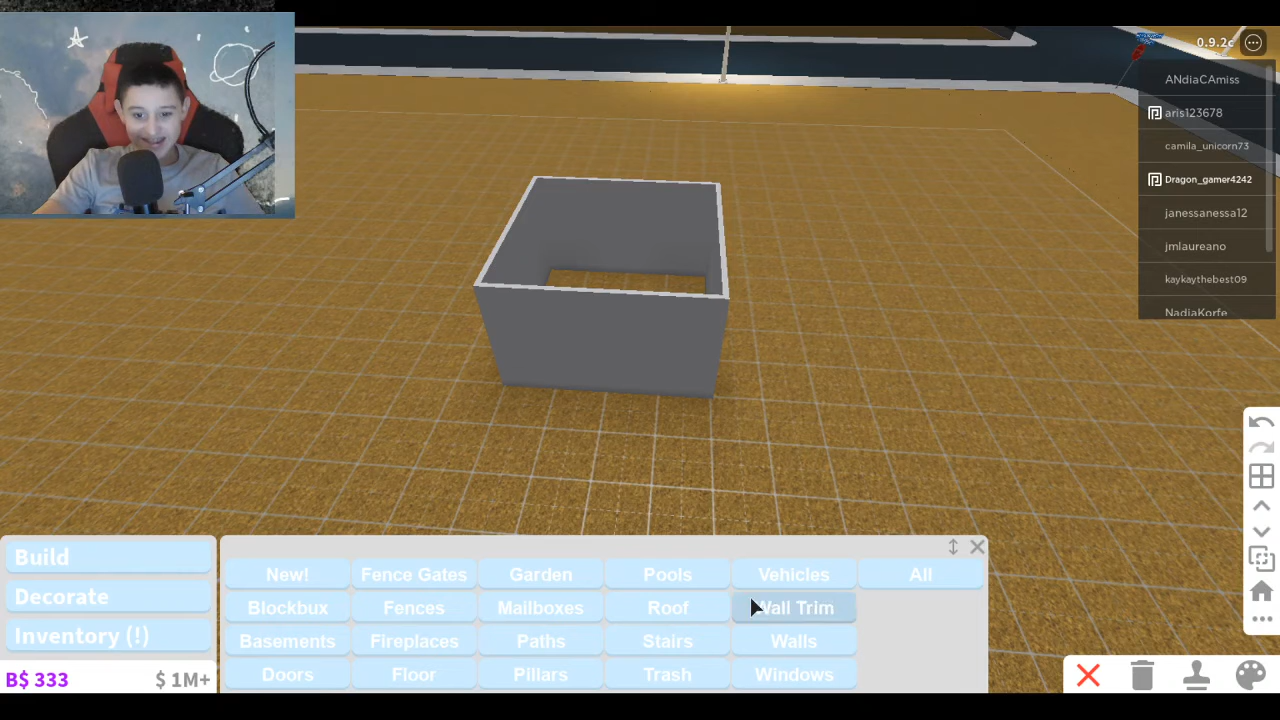 0.9.2c
ANdiaCAmiss
aris123678
camila_unicorn73
Dragon_gamer4242
janessanessa12
jmlaureano
kaykaythebest09
NadiaKorfe
Build
Decorate
Inventory (!)
B$ 333 $ 1M+
New! Fence Gates Garden Pools Vehicles All
Blockbux Fences Mailboxes Roof Wall Trim
Basements Fireplaces Paths Stairs Walls
Doors Floor Pillars Trash Windows